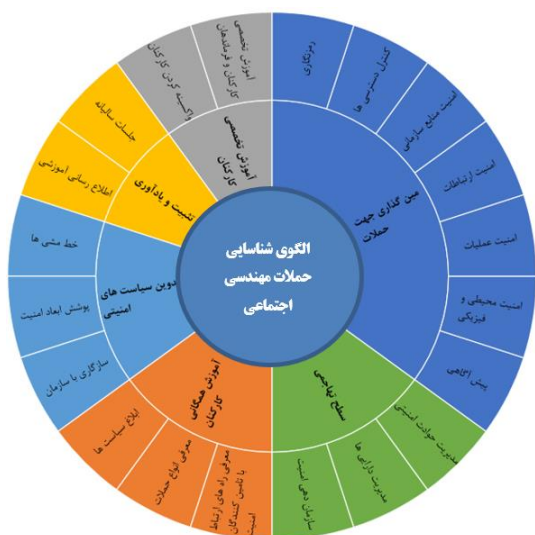 الگوی شناسایی
حملات مهندسی
اجتماعی
مین گذاری جهت
حملات
رمزنگاری
کنترل دسترسی ها
امنیت منابع سازمانی
امنیت ارتباطات
امنیت عملیات
امنیت محیطی و
فیزیکی
پیش آگاهی
سطح تهاجمی
مدیریت حوادث امنیتی
مدیریت دارایی ها
سازمان دهی امنیت
آموزش همگانی
کارکنان
معرفی راه های ارتباط
با تامین کنندگان
امنیت
معرفی انواع حملات
ابلاغ سیاست ها
دوین سیاست های
امنیتی
سازگاری با سازمان
پوشش ابعاد امنیت
خط مشی ها
تثبیت و یادآوری
اطلاع رسانی آموزشی
جلسات سالیانه
آموزش تخصصی
کارکنان
واکسینه کردن کارکنان
آموزش تخصصی
کارکنان و فرماندهان